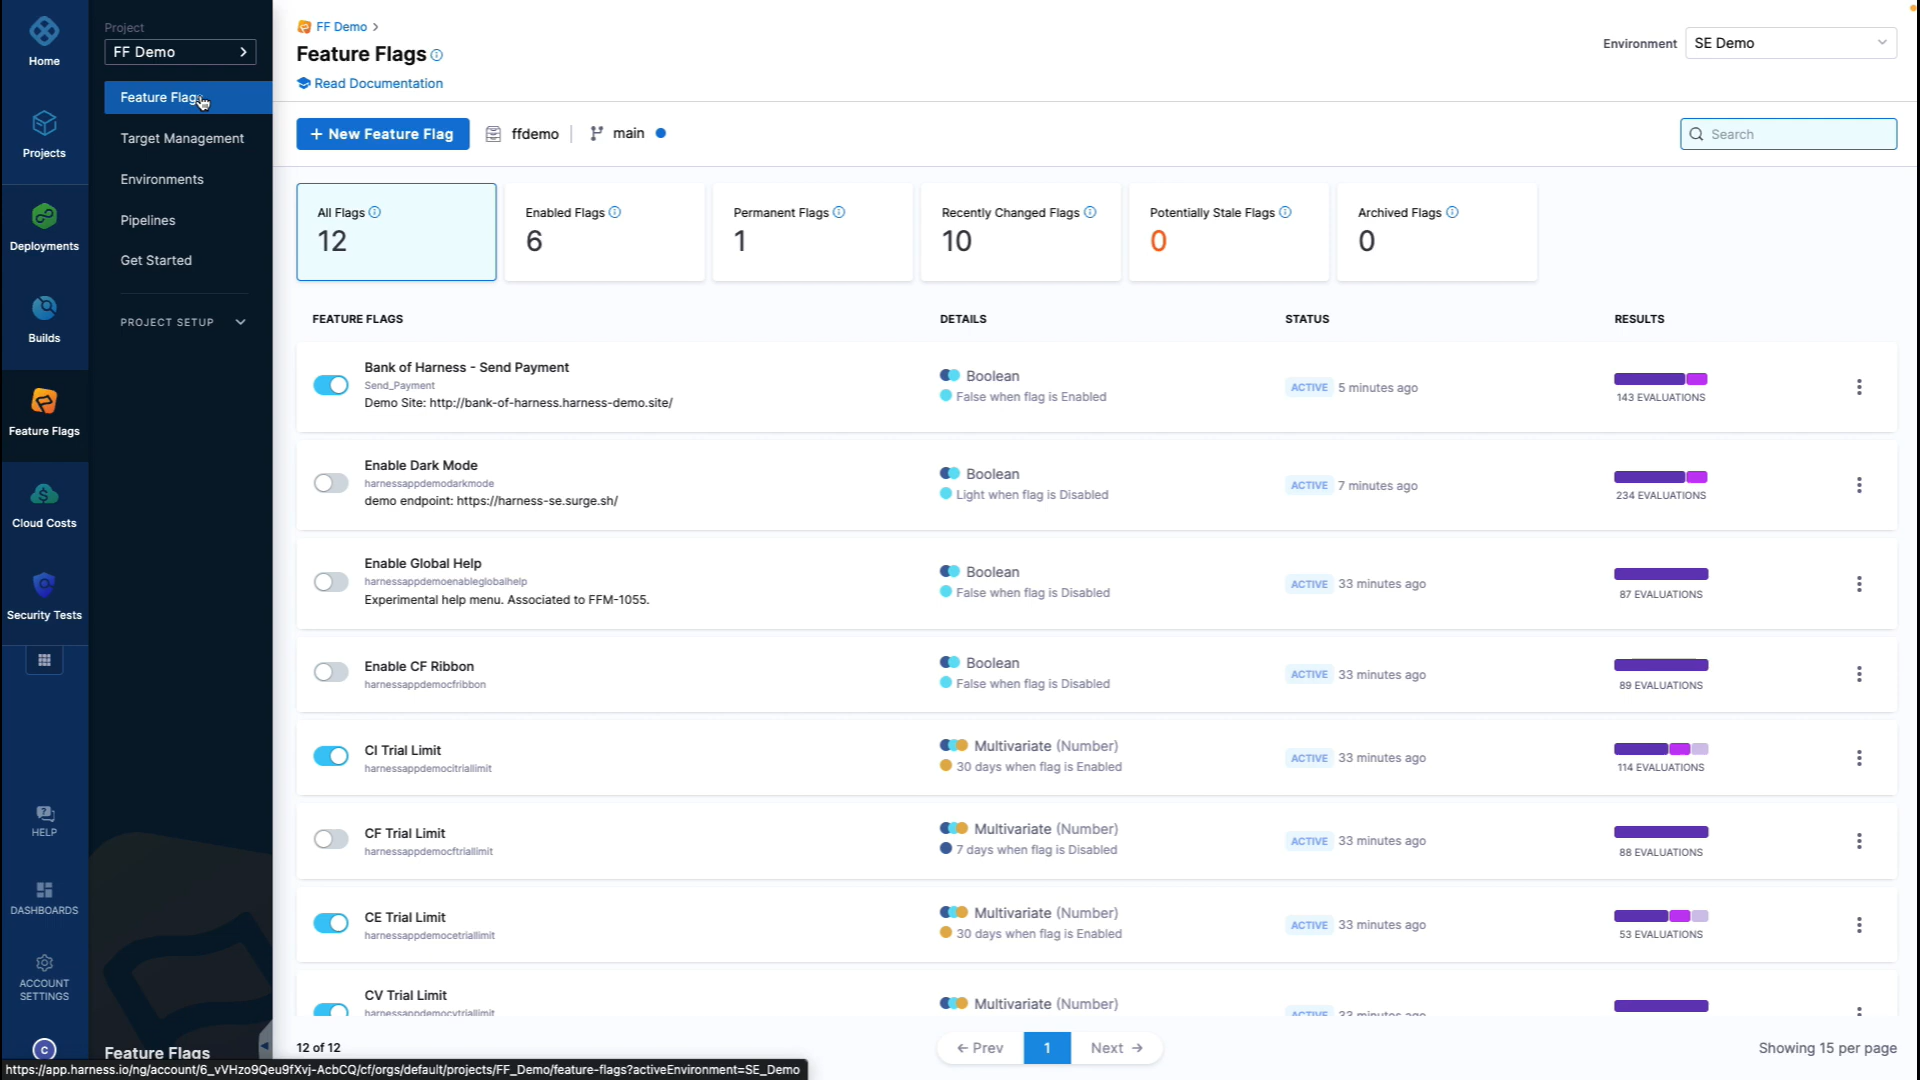 Home
Projects
Deployments
Builds
Feature Flags
Cloud Costs
Security Tests
HELP
DASHBOARDS
ACCOUNT
SETTINGS
C
Project
FF Demo
Feature Flags
Target Management
Environments
Pipelines
Get Started
PROJECT SETUP
Feature Flags
FF Demo
Feature Flags
Read Documentation
Environment
SE Demo
+ New Feature Flag
ffdemo
main
Search
All Flags
12
Enabled Flags
6
Permanent Flags
1
Recently Changed Flags
10
Potentially Stale Flags
0
Archived Flags
0
FEATURE FLAGS DETAILS STATUS RESULTS
Bank of Harness - Send Payment
Send_Payment
Demo Site: http://bank-of-harness.harness-demo.site/
Boolean
False when flag is Enabled
ACTIVE 5 minutes ago
143 EVALUATIONS
Enable Dark Mode
harnessappdemodarkmode
demo endpoint: https://harness-se.surge.sh/
Boolean
Light when flag is Disabled
ACTIVE 7 minutes ago
234 EVALUATIONS
Enable Global Help
harnessappdemoenableglobalhelp
Experimental help menu. Associated to FFM-1055.
Boolean
False when flag is Disabled
ACTIVE 33 minutes ago
87 EVALUATIONS
Enable CF Ribbon
harnessappdemocfribbon
Boolean
False when flag is Disabled
ACTIVE 33 minutes ago
89 EVALUATIONS
CI Trial Limit
harnessappdemocitriallimit
Multivariate (Number)
30 days when flag is Enabled
ACTIVE 33 minutes ago
114 EVALUATIONS
CF Trial Limit
harnessappdemocftriallimit
Multivariate (Number)
7 days when flag is Disabled
ACTIVE 33 minutes ago
88 EVALUATIONS
CE Trial Limit
harnessappdemocetriallimit
Multivariate (Number)
30 days when flag is Enabled
ACTIVE 33 minutes ago
53 EVALUATIONS
CV Trial Limit
harnessappdemocvtriallimit
Multivariate (Number)
ACTIVE 33 minutes ago
12 of 12
← Prev
1
Next →
Showing 15 per page
https://app.harness.io/ng/account/6_vVHzo9Qeu9fXvj-AcbCQ/cf/orgs/default/projects/FF_Demo/feature-flags?activeEnvironment=SE_Demo